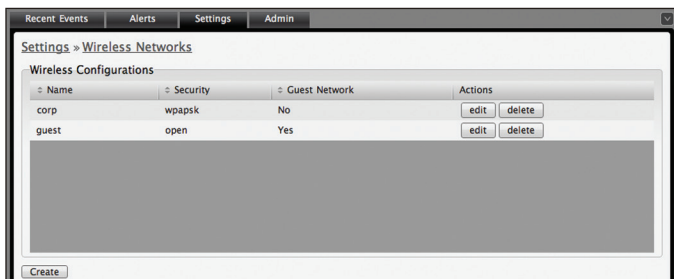 Recent Events Alerts Settings Admin
Settings » Wireless Networks
Wireless Configurations
Name Security Guest Network Actions
corp wpapsk No edit delete
guest open Yes edit delete
Create